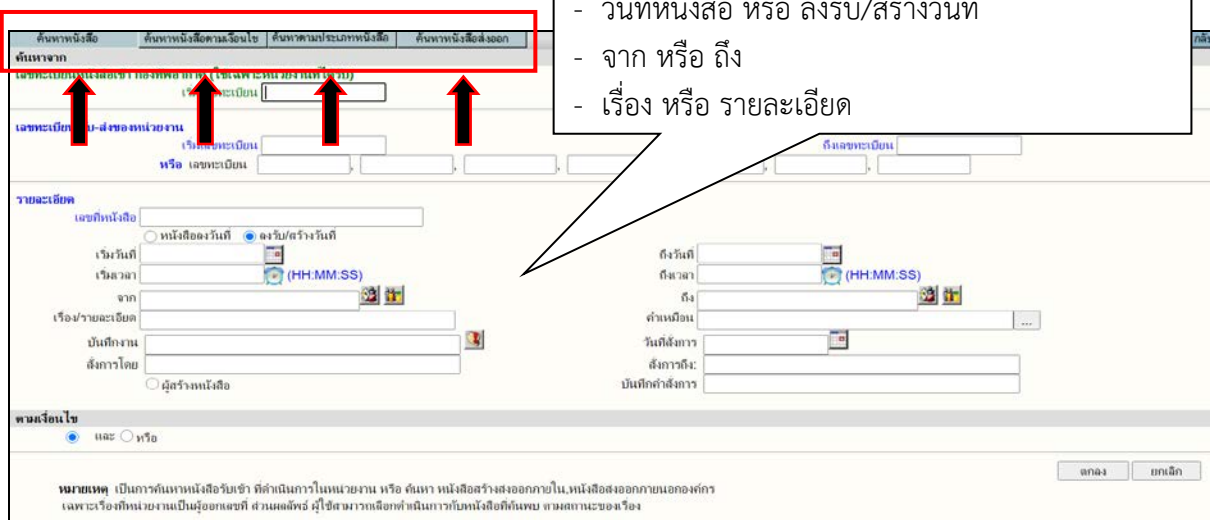 - วันที่หนังสือ หรือ ลงรับ/สร้างวันที่
- จาก หรือ ถึง
- เรื่อง หรือ รายละเอียด
ค้นหาหนังสือ ค้นหาหนังสือตามเงื่อนไข ค้นหาตามประเภทหนังสือ ค้นหาหนังสือส่งออก
ค้นหาจาก
เลขทะเบียน
เลขทะเบียน
ถึงเลขทะเบียน
หรือ เลขทะเบียน , , , , ,
รายละเอียด
เลขที่หนังสือ
หนังสือลงวันที่ ลงรับ/สร้างวันที่
เริ่มวันที่ ถึงวันที่
เริ่มเวลา (HH:MM:SS) ถึงเวลา (HH:MM:SS)
จาก ถึง
เรื่อง/รายละเอียด คำเหมือน ...
บันทึกงาน วันที่สั่งการ
สั่งการโดย สั่งการถึง:
ผู้สร้างหนังสือ บันทึกคำสั่งการ
ตามเงื่อนไข
และ หรือ
ตกลง ยกเลิก
หมายเหตุ เป็นการค้นหาหนังสือรับเข้า ที่ดำเนินการในหน่วยงาน หรือ ค้นหา หนังสือสร้างส่งออกภายใน,หนังสือส่งออกภายนอกองค์กร
เฉพาะเรื่องที่หน่วยงานเป็นผู้ออกเลขที่ ส่วนผลลัพธ์ ผู้ใช้สามารถเลือกดำเนินการกับหนังสือที่ค้นพบ ตามสถานะของเรื่อง